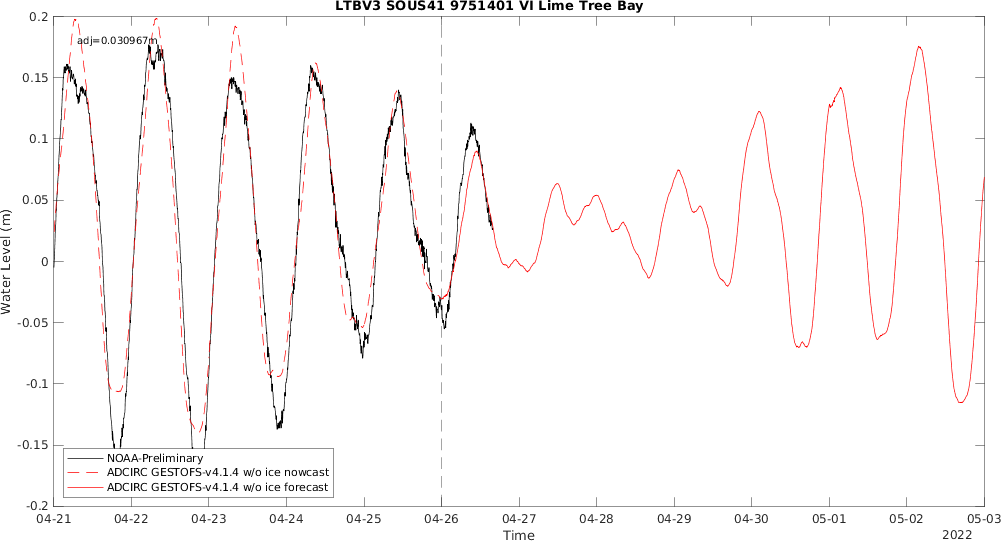 LTBV3 SOUS41 9751401 VI Lime Tree Bay
adj=0.030967m
0.2
0.15
0.1
0.05
0
-0.05
-0.1
-0.15
-0.2
Water Level (m)
NOAA-Preliminary
ADCIRC GESTOFS-v4.1.4 w/o ice nowcast
ADCIRC GESTOFS-v4.1.4 w/o ice forecast
04-21 04-22 04-23 04-24 04-25 04-26 04-27 04-28 04-29 04-30 05-01 05-02 05-03
Time
2022